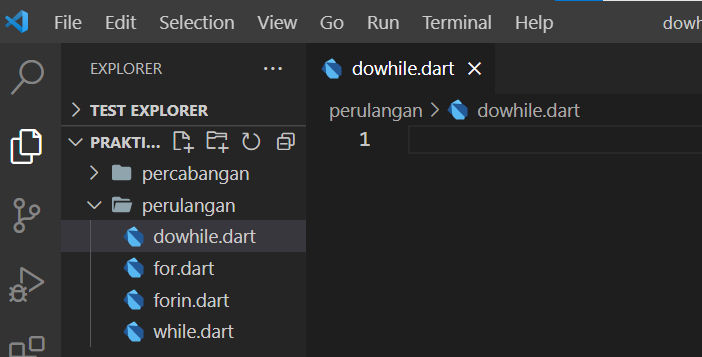 File Edit Selection View Go Run Terminal Help dowh
EXPLORER ···
TEST EXPLORER
PRAKTI...
percabangan
perulangan
dowhile.dart
for.dart
forin.dart
while.dart
dowhile.dart
perulangan > dowhile.dart
1